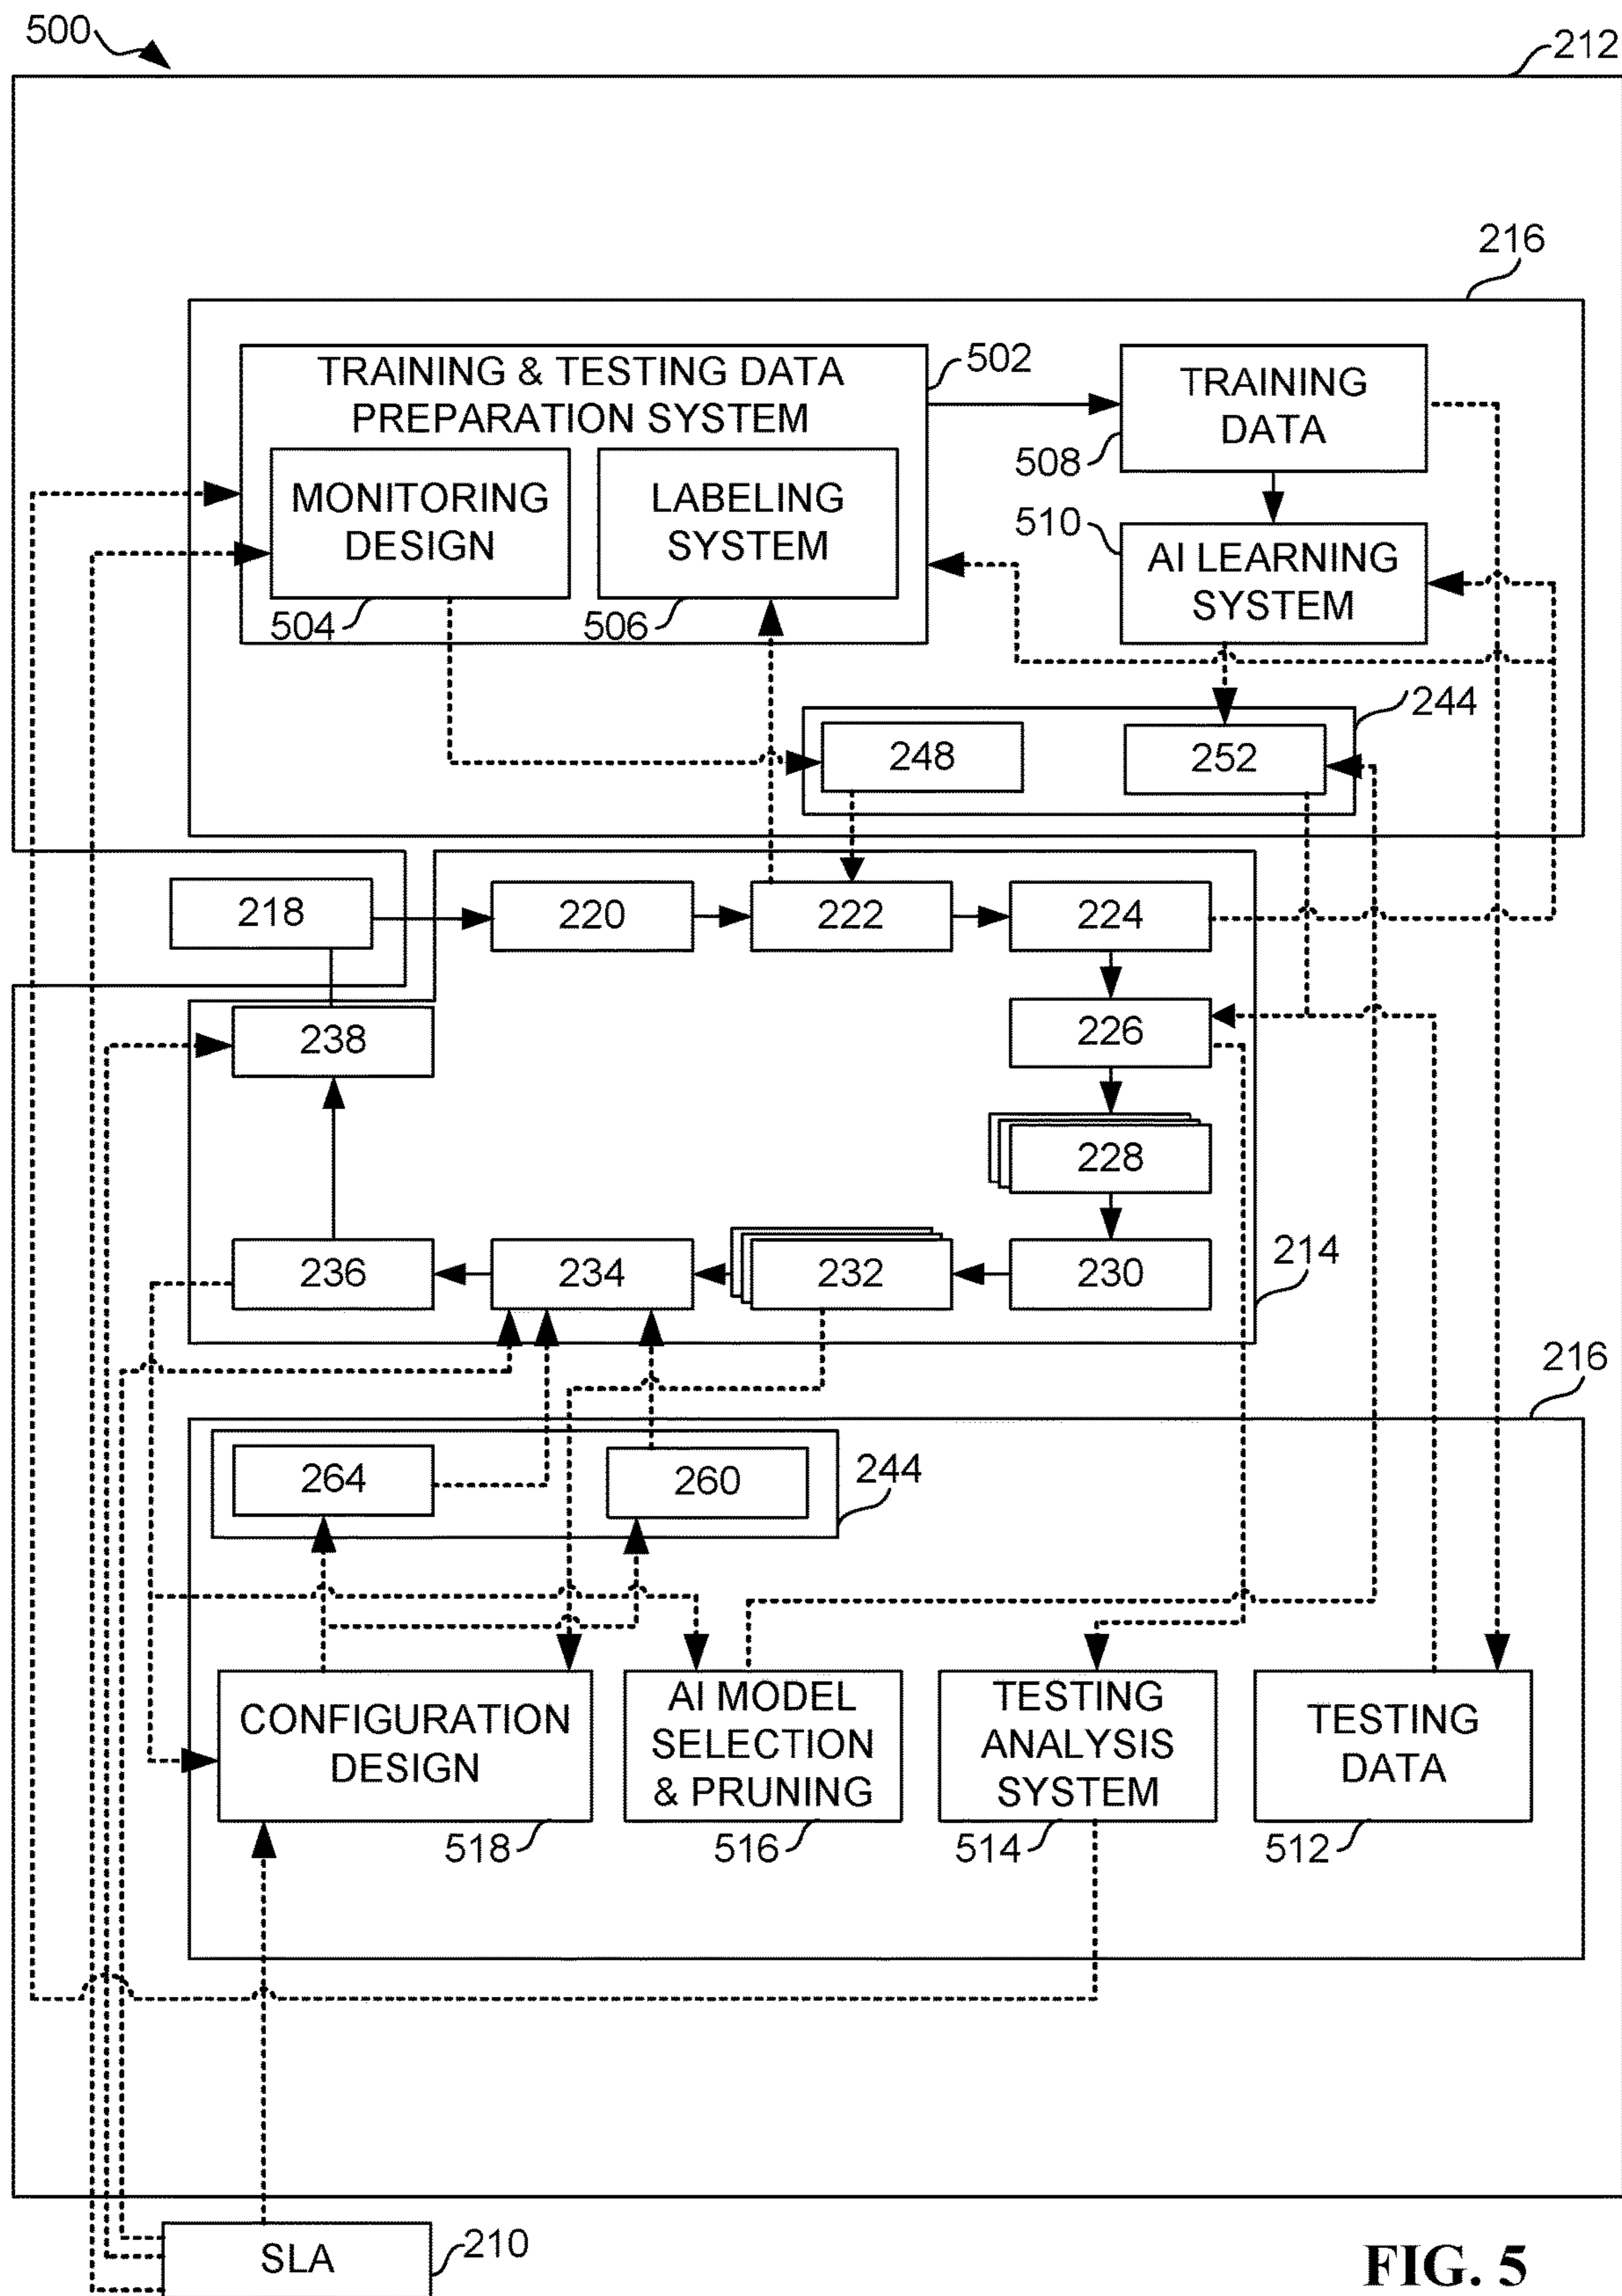 500
212
216
TRAINING & TESTING DATA
PREPARATION SYSTEM
502
TRAINING
DATA
508
MONITORING
DESIGN
504
LABELING
SYSTEM
506
510
AI LEARNING
SYSTEM
244
248
252
218
220
222
224
238
226
228
236
234
232
230
214
216
264
260
244
CONFIGURATION
DESIGN
518
AI MODEL
SELECTION
& PRUNING
516
TESTING
ANALYSIS
SYSTEM
514
TESTING
DATA
512
SLA
210
FIG. 5